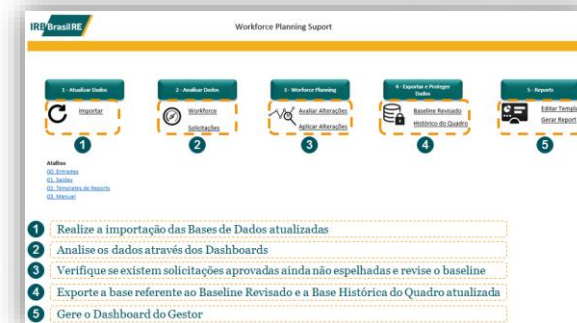 IRB Brasil RE
Workforce Planning Suport
1 - Atualizar Dados
2 - Analisar Dados
3 - Worforce Planning
4 - Exportar e Proteger
Dados
5 - Reports
Importar
Workforce
Solicitações
Avaliar Alterações
Aplicar Alterações
Baseline Revisado
Histórico do Quadro
Editar Templa
Gerar Report
1
2
3
4
5
Atalhos
00. Entradas
01. Saídas
02. Templates de Reports
03. Manual
1 Realize a importação das Bases de Dados atualizadas
2 Analise os dados através dos Dashboards
3 Verifique se existem solicitações aprovadas ainda não espelhadas e revise o baseline
4 Exporte a base referente ao Baseline Revisado e a Base Histórica do Quadro atualizada
5 Gere o Dashboard do Gestor